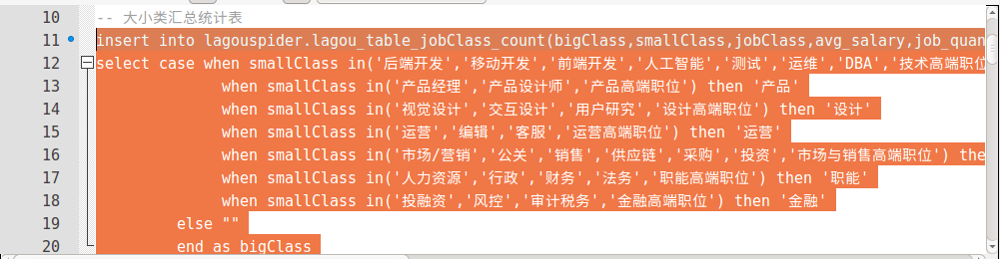 10 -- 大小类汇总统计表
11 insert into lagouspider.lagou_table_jobClass_count(bigClass,smallClass,jobClass,avg_salary,job_quan
12 select case when smallClass in('后端开发','移动开发','前端开发','人工智能','测试','运维','DBA','技术高端职位
13 when smallClass in('产品经理','产品设计师','产品高端职位') then '产品'
14 when smallClass in('视觉设计','交互设计','用户研究','设计高端职位') then '设计'
15 when smallClass in('运营','编辑','客服','运营高端职位') then '运营'
16 when smallClass in('市场/营销','公关','销售','供应链','采购','投资','市场与销售高端职位') the
17 when smallClass in('人力资源','行政','财务','法务','职能高端职位') then '职能'
18 when smallClass in('投融资','风控','审计税务','金融高端职位') then '金融'
19 else ""
20 end as bigClass